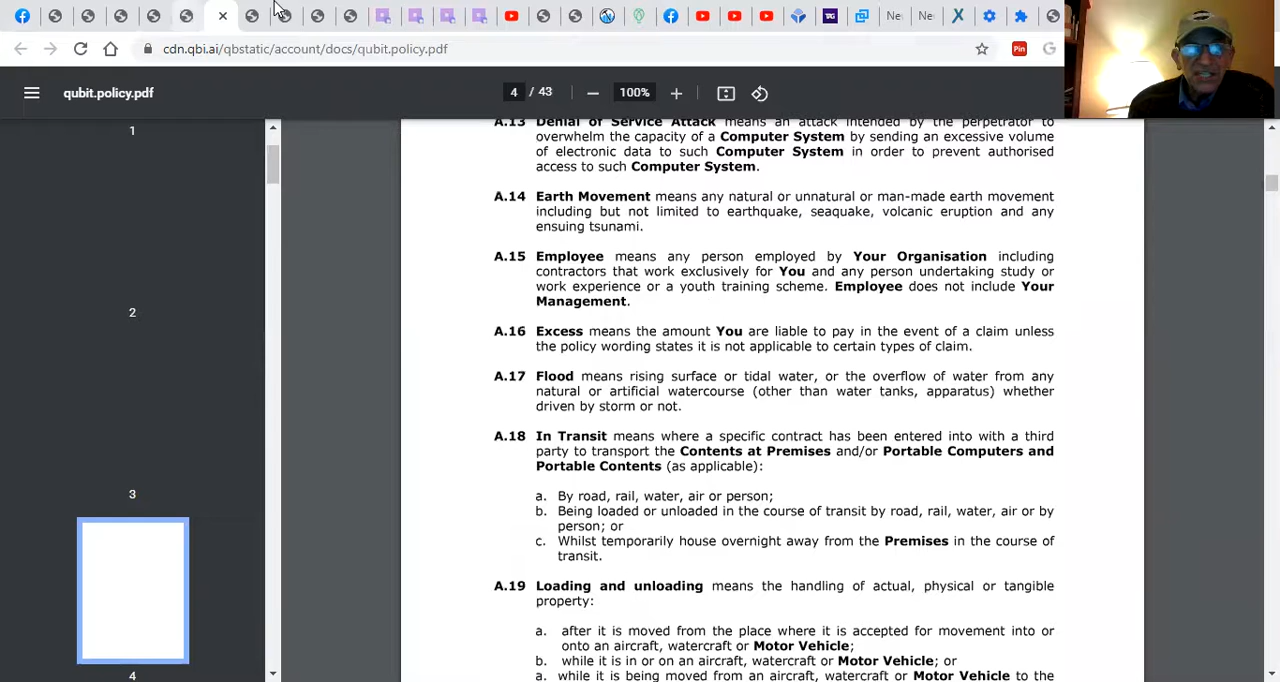 Ne
Ne
TG
cdn.qbi.ai/qbstatic/account/docs/qubit.policy.pdf
Pin
qubit.policy.pdf
4 / 43
100%
1
2
3
4
A.13 Denial of Service Attack means an attack intended by the perpetrator to
overwhelm the capacity of a Computer System by sending an excessive volume
of electronic data to such Computer System in order to prevent authorised
access to such Computer System.
A.14 Earth Movement means any natural or unnatural or man-made earth movement
including but not limited to earthquake, seaquake, volcanic eruption and any
ensuing tsunami.
A.15 Employee means any person employed by Your Organisation including
contractors that work exclusively for You and any person undertaking study or
work experience or a youth training scheme. Employee does not include Your
Management.
A.16 Excess means the amount You are liable to pay in the event of a claim unless
the policy wording states it is not applicable to certain types of claim.
A.17 Flood means rising surface or tidal water, or the overflow of water from any
natural or artificial watercourse (other than water tanks, apparatus) whether
driven by storm or not.
A.18 In Transit means where a specific contract has been entered into with a third
party to transport the Contents at Premises and/or Portable Computers and
Portable Contents (as applicable):
a. By road, rail, water, air or person;
b. Being loaded or unloaded in the course of transit by road, rail, water, air or by
person; or
c. Whilst temporarily house overnight away from the Premises in the course of
transit.
A.19 Loading and unloading means the handling of actual, physical or tangible
property:
a. after it is moved from the place where it is accepted for movement into or
onto an aircraft, watercraft or Motor Vehicle;
b. while it is in or on an aircraft, watercraft or Motor Vehicle; or
a. while it is being moved from an aircraft, watercraft or Motor Vehicle to the